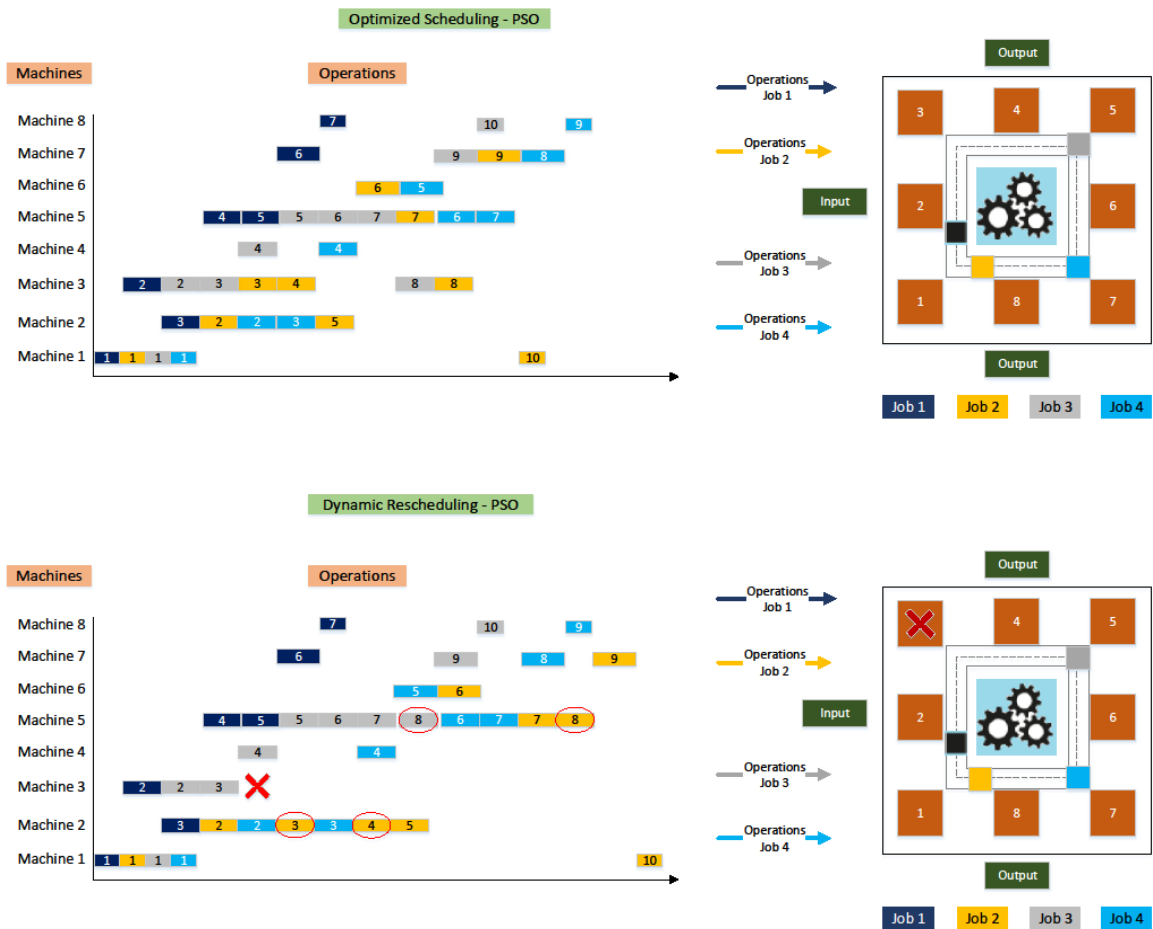 Optimized Scheduling - PSO
Machines
Operations
Machine 8
7
10
9
Machine 7
6
9
9
8
Machine 6
6
5
Machine 5
4
5
5
6
7
7
6
7
Machine 4
4
4
Machine 3
2
2
3
3
4
8
8
Machine 2
3
2
2
3
5
Machine 1
1
1
1
1
10
Operations
Job 1
Operations
Job 2
Operations
Job 3
Operations
Job 4
Output
3
4
5
Input
2
6
1
8
7
Output
Job 1
Job 2
Job 3
Job 4
Dynamic Rescheduling - PSO
Machines
Operations
Machine 8
7
10
9
Machine 7
6
9
8
9
Machine 6
5
6
Machine 5
4
5
5
6
7
8
6
7
7
8
Machine 4
4
4
Machine 3
2
2
3
Machine 2
3
2
2
3
3
4
5
Machine 1
1
1
1
1
10
Operations
Job 1
Operations
Job 2
Operations
Job 3
Operations
Job 4
Output
4
5
Input
2
6
1
8
7
Output
Job 1
Job 2
Job 3
Job 4